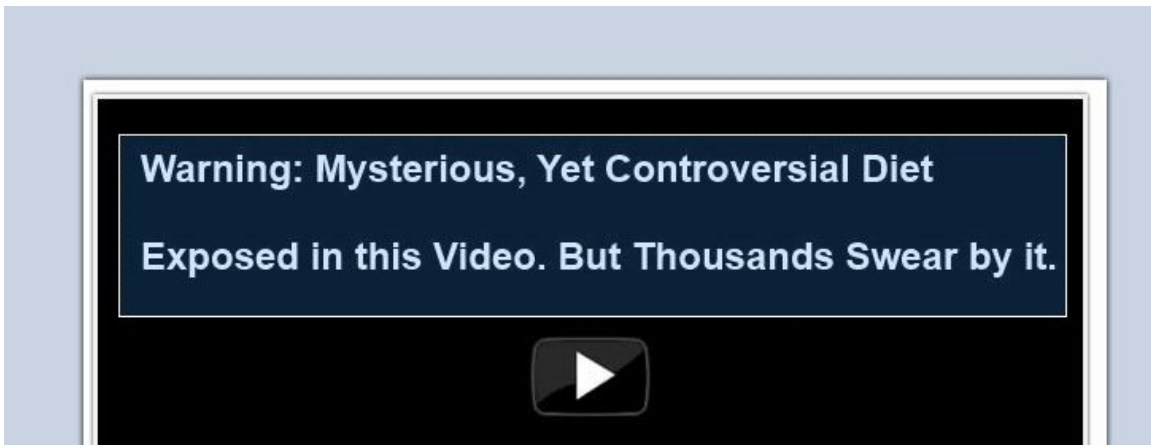 Warning: Mysterious, Yet Controversial Diet
Exposed in this Video. But Thousands Swear by it.